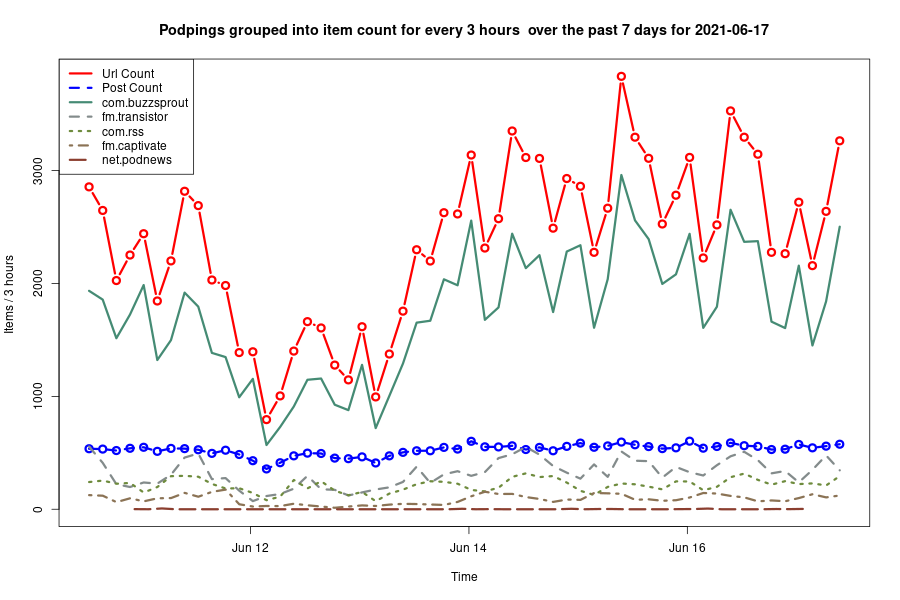 Podpings grouped into item count for every 3 hours  over the past 7 days for 2021-06-17
Url Count
Post Count
com.buzzsprout
fm.transistor
com.rss
fm.captivate
net.podnews
Items / 3 hours
3000
2000
1000
0
Jun 12
Jun 14
Jun 16
Time